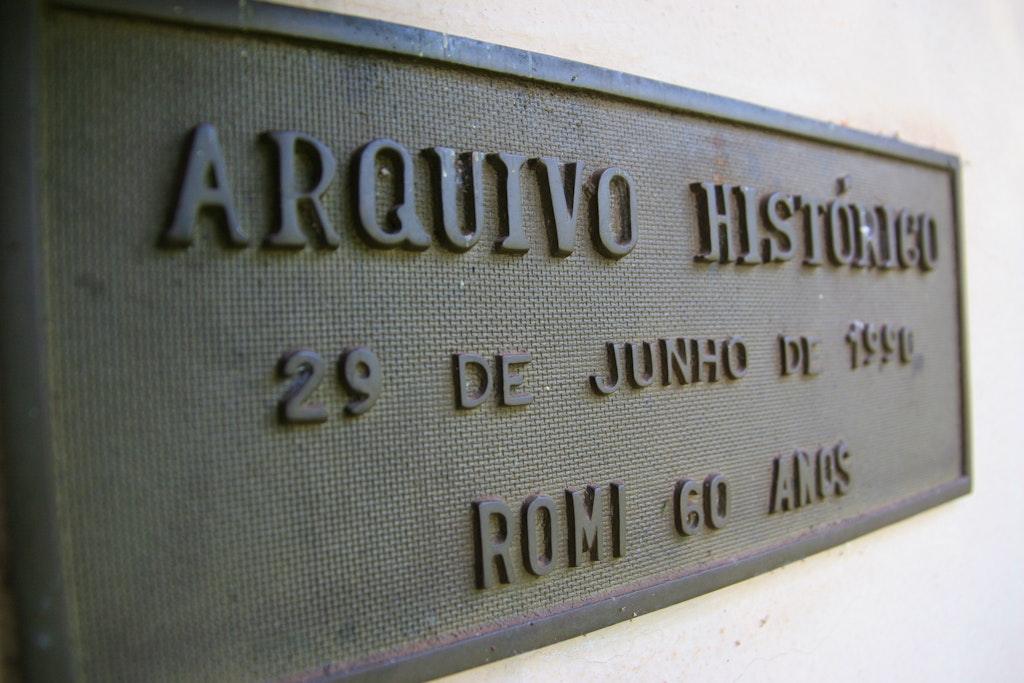 ARQUIVO HISTÓRICO
29 DE JUNHO DE 1990
ROMI 60 ANOS